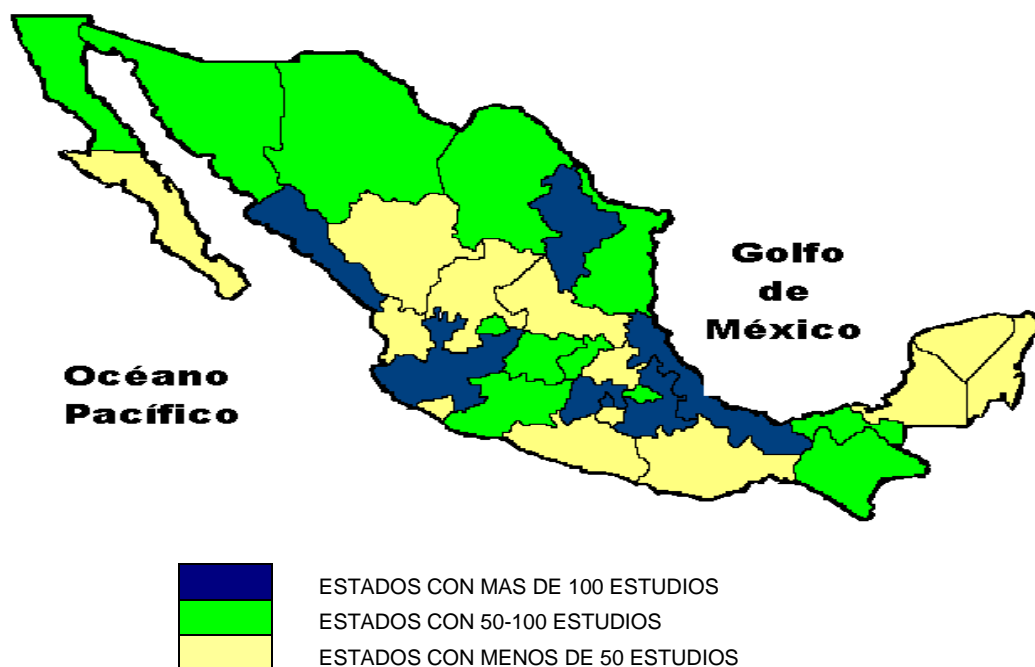 Golfo
de
México
Océano
Pacífico
ESTADOS CON MAS DE 100 ESTUDIOS
ESTADOS CON 50-100 ESTUDIOS
ESTADOS CON MENOS DE 50 ESTUDIOS